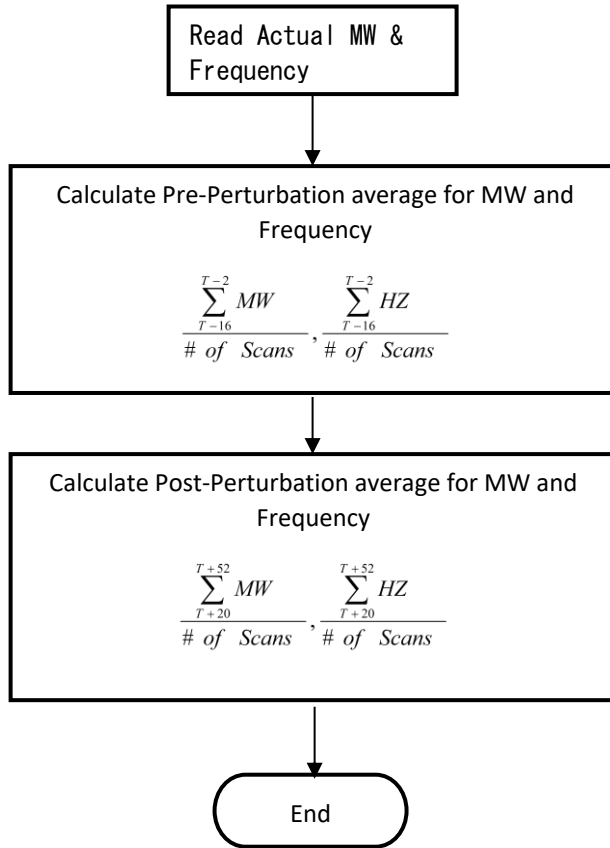 Read Actual MW &
Frequency
Calculate Pre-Perturbation average for MW and
Frequency
T−2 T−2
∑ MW ∑ HZ
T−16 , T−16
# of Scans # of Scans
Calculate Post-Perturbation average for MW and
Frequency
T+52 T+52
∑ MW ∑ HZ
T+20 , T+20
# of Scans # of Scans
End